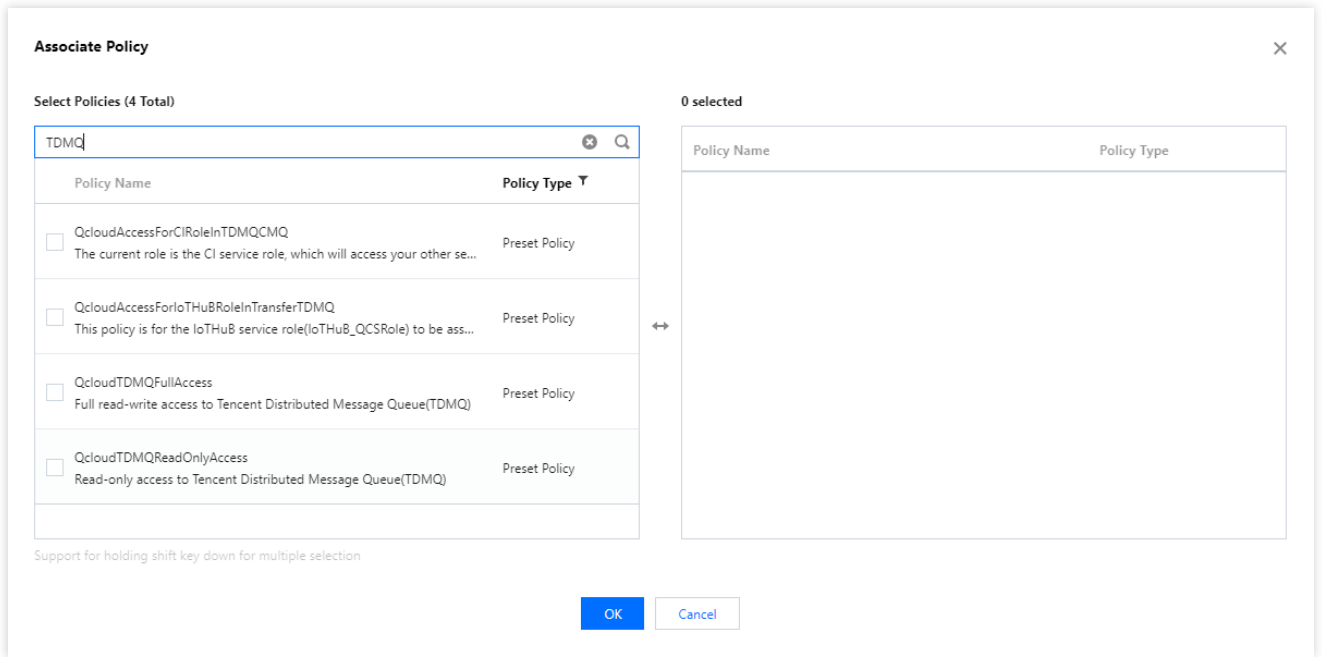 Associate Policy
Select Policies (4 Total)
0 selected
TDMQ
Policy Name
Policy Type
Policy Name
Policy Type
QcloudAccessForCIRoleInTDMQCMQ
The current role is the CI service role, which will access your other se...
Preset Policy
QcloudAccessForIoTHuBRoleInTransferTDMQ
This policy is for the IoTHuB service role(IoTHuB_QCSRole) to be ass...
Preset Policy
QcloudTDMQFullAccess
Full read-write access to Tencent Distributed Message Queue(TDMQ)
Preset Policy
QcloudTDMQReadOnlyAccess
Read-only access to Tencent Distributed Message Queue(TDMQ)
Preset Policy
Support for holding shift key down for multiple selection
OK
Cancel